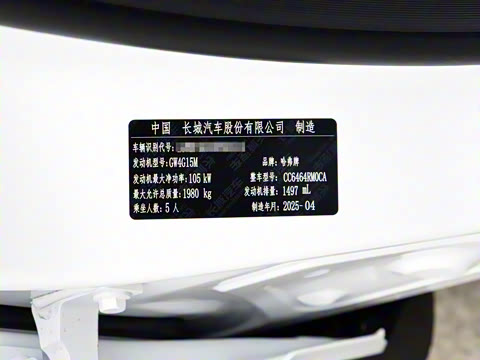 中国 长城汽车股份有限公司 制造
车辆识别代号:
发动机型号:GW4G15M 品牌:哈弗牌
发动机最大净功率:105 kW 整车型号:CC6464RM0CA
最大允许总质量:1980 kg 发动机排量:1497 mL
乘坐人数:5 人 制造年月:2025-04